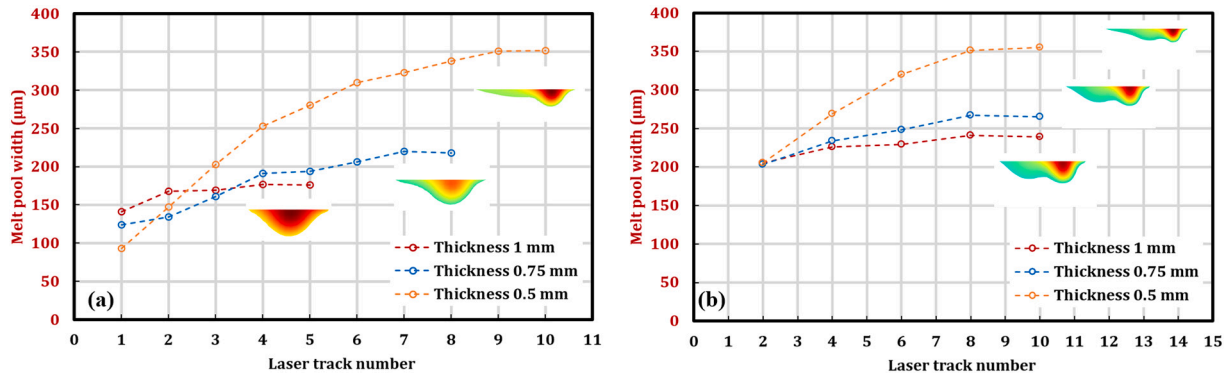 400
350
300
250
200
150
100
50
0
Melt pool width (µm)
Thickness 1 mm
Thickness 0.75 mm
Thickness 0.5 mm
(a)
0 1 2 3 4 5 6 7 8 9 10 11
Laser track number
400
350
300
250
200
150
100
50
0
Melt pool width (µm)
Thickness 1 mm
Thickness 0.75 mm
Thickness 0.5 mm
(b)
0 1 2 3 4 5 6 7 8 9 10 11 12 13 14 15
Laser track number